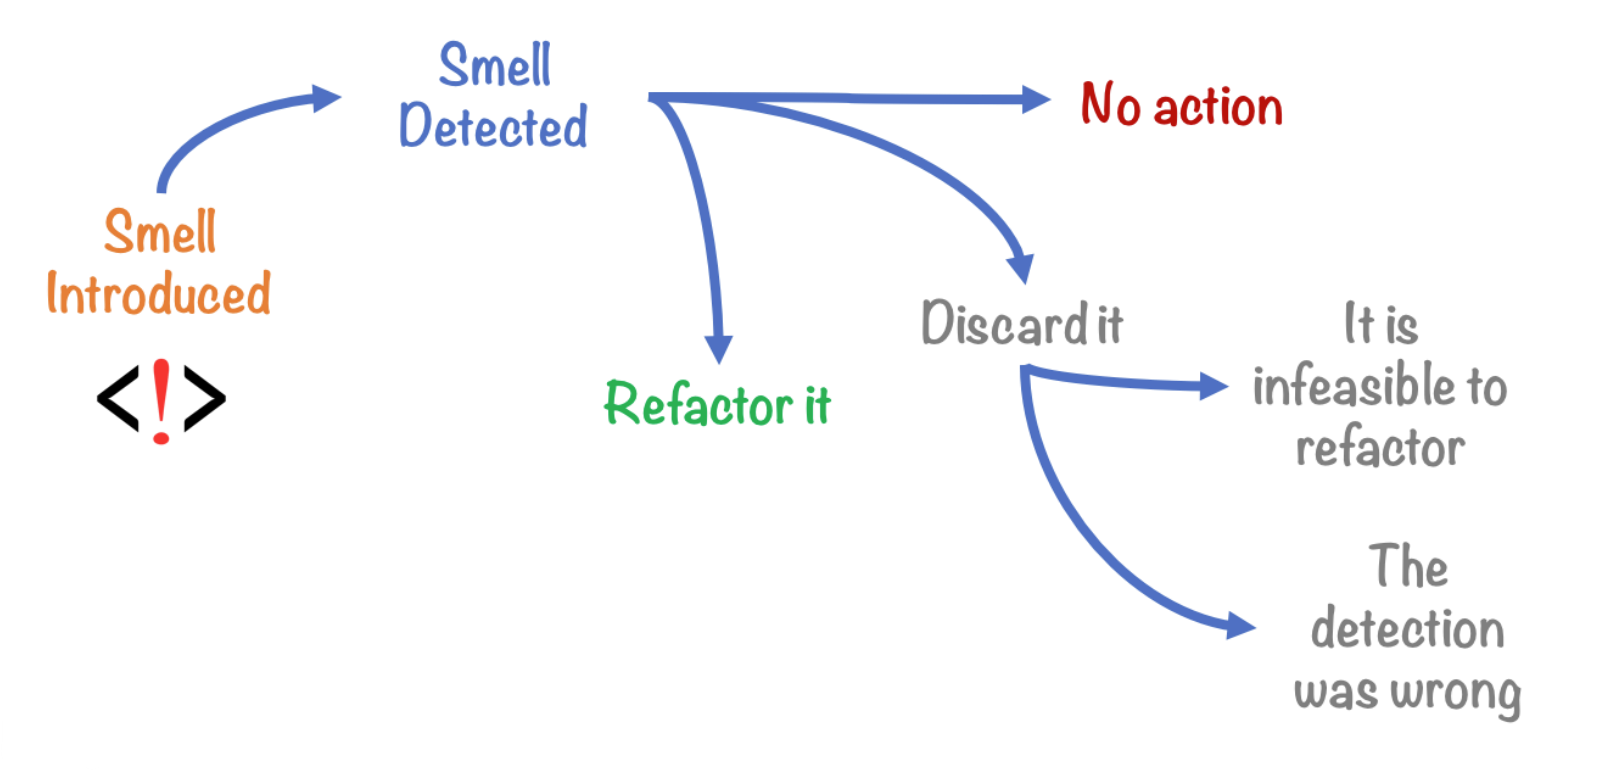 Smell
Detected
No action
Smell
Introduced
<!>
Discard it
It is
infeasible to
refactor
Refactor it
The
detection
was wrong